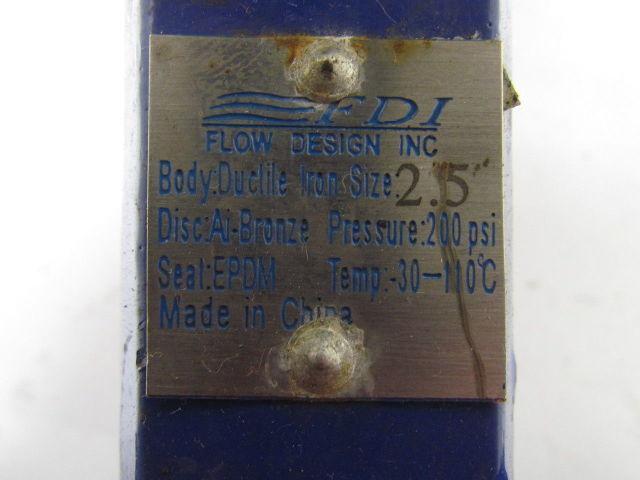 FDI
FLOW DESIGN INC
Body:Ductile Iron Size:2.5"
Disc:Al-Bronze Pressure:200 psi
Seat:EPDM Temp:-30—110℃
Made in China